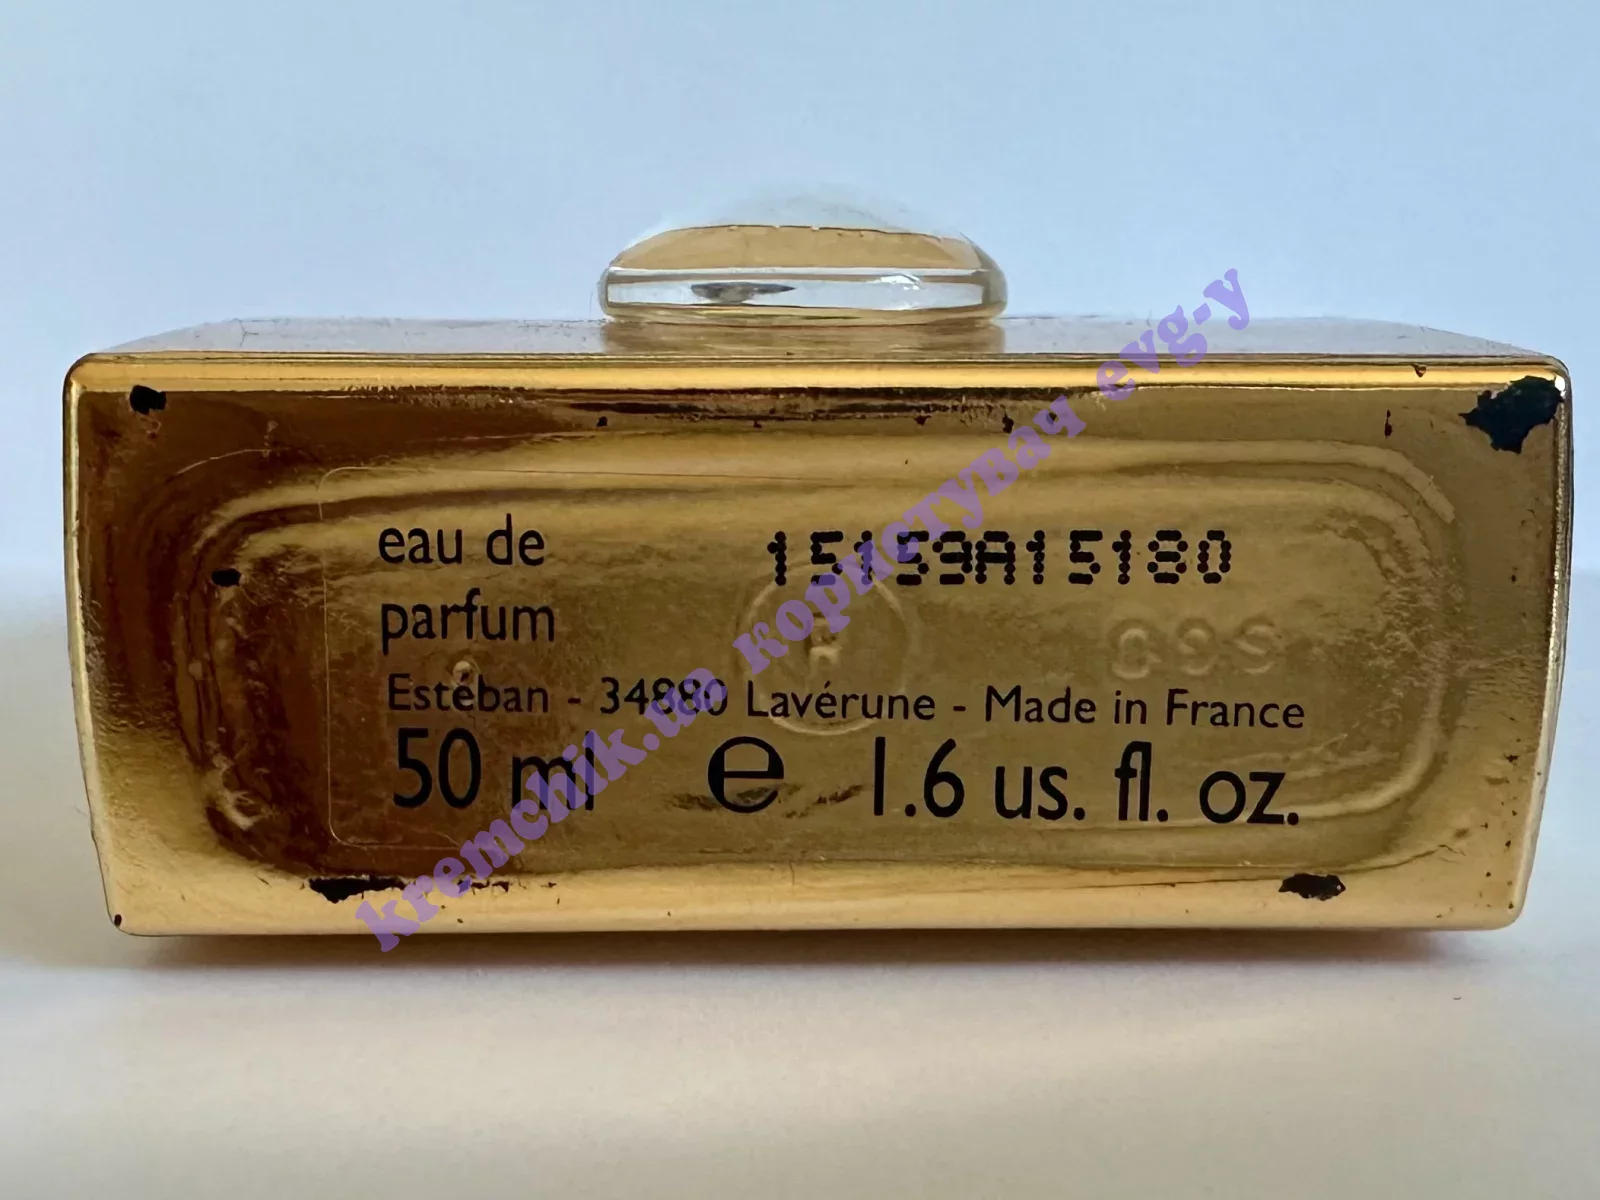 eau de
parfum
15159A15180
Estéban - 34880 Lavérune - Made in France
50 ml e 1.6 us. fl. oz.
kremchik.ua користувач evg-y